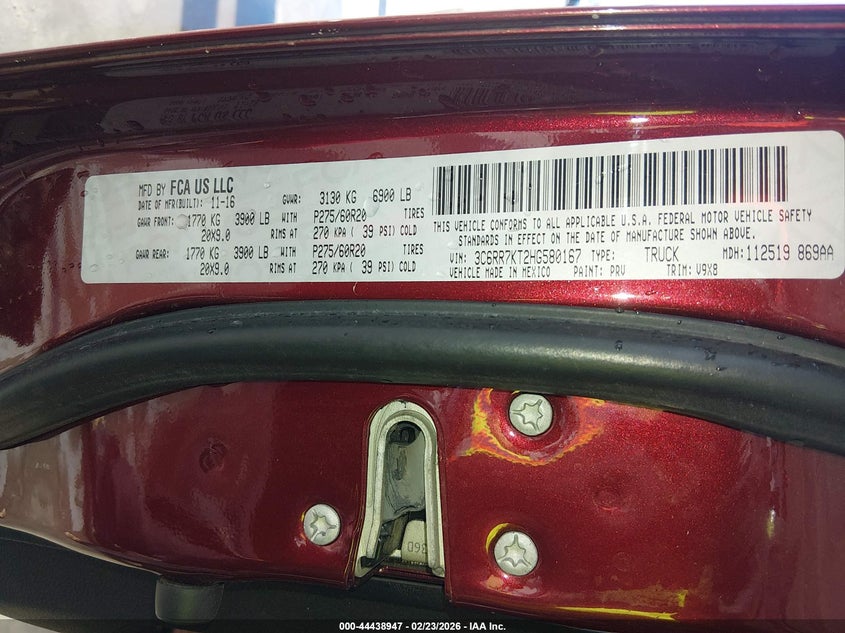 MFD BY FCA US LLC
DATE OF MFR(BUILT): 11-16 GVWR: 3130 KG 6900 LB
GAWR FRONT: 1770 KG 3900 LB WITH P275/60R20 TIRES
20X9.0 RIMS AT 270 KPA ( 39 PSI) COLD
GAWR REAR: 1770 KG 3900 LB WITH P275/60R20 TIRES
20X9.0 RIMS AT 270 KPA ( 39 PSI) COLD
THIS VEHICLE CONFORMS TO ALL APPLICABLE U.S.A. FEDERAL MOTOR VEHICLE SAFETY
STANDARDS IN EFFECT ON THE DATE OF MANUFACTURE SHOWN ABOVE.
VIN: 3C6RR7KT2HG580167 TYPE: TRUCK MDH: 112519 869AA
VEHICLE MADE IN MEXICO PAINT: PRV TRIM: V9X8
000-44438947 - 02/23/2026 - IAA Inc.